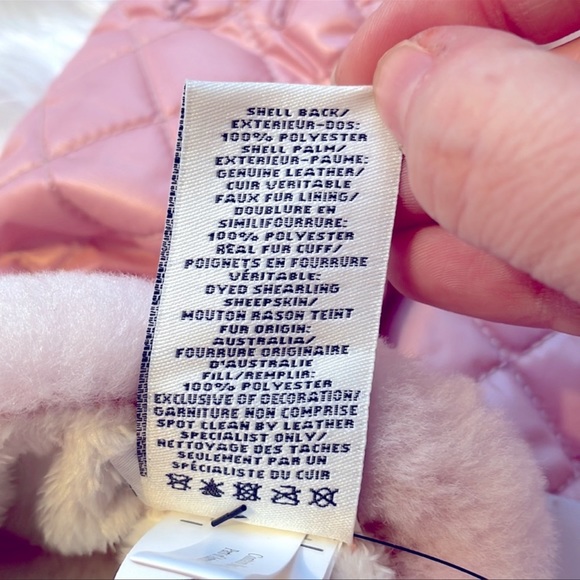 SHELL BACK/
EXTERIEUR-DOS:
100% POLYESTER
SHELL PALM/
EXTERIEUR-PAUME:
GENUINE LEATHER/
CUIR VERITABLE
FAUX FUR LINING/
DOUBLURE EN
SIMILIFOURRURE:
100% POLYESTER
REAL FUR CUFF/
POIGNETS EN FOURRURE
VÉRITABLE:
DYED SHEARLING
SHEEPSKIN/
MOUTON RASON TEINT
FUR ORIGIN:
AUSTRALIA/
FOURRURE ORIGINAIRE
D'AUSTRALIE
FILL/REMPLIR:
100% POLYESTER
EXCLUSIVE OF DECORATION/
GARNITURE NON COMPRISE
SPOT CLEAN BY LEATHER
SPECIALIST ONLY/
NETTOYAGE DES TACHES
SEULEMENT PAR UN
SPÉCIALISTE DU CUIR